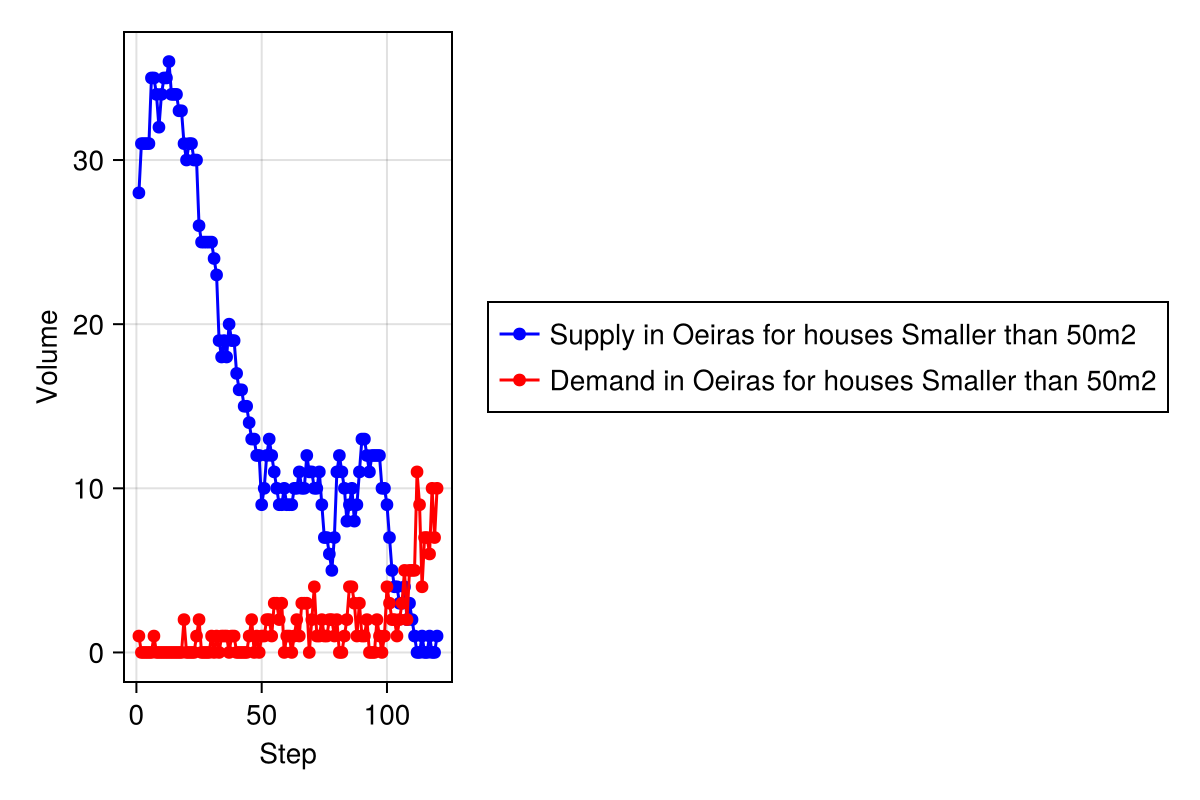 30
20
10
0
Volume
0 50 100
Step
Supply in Oeiras for houses Smaller than 50m2
Demand in Oeiras for houses Smaller than 50m2